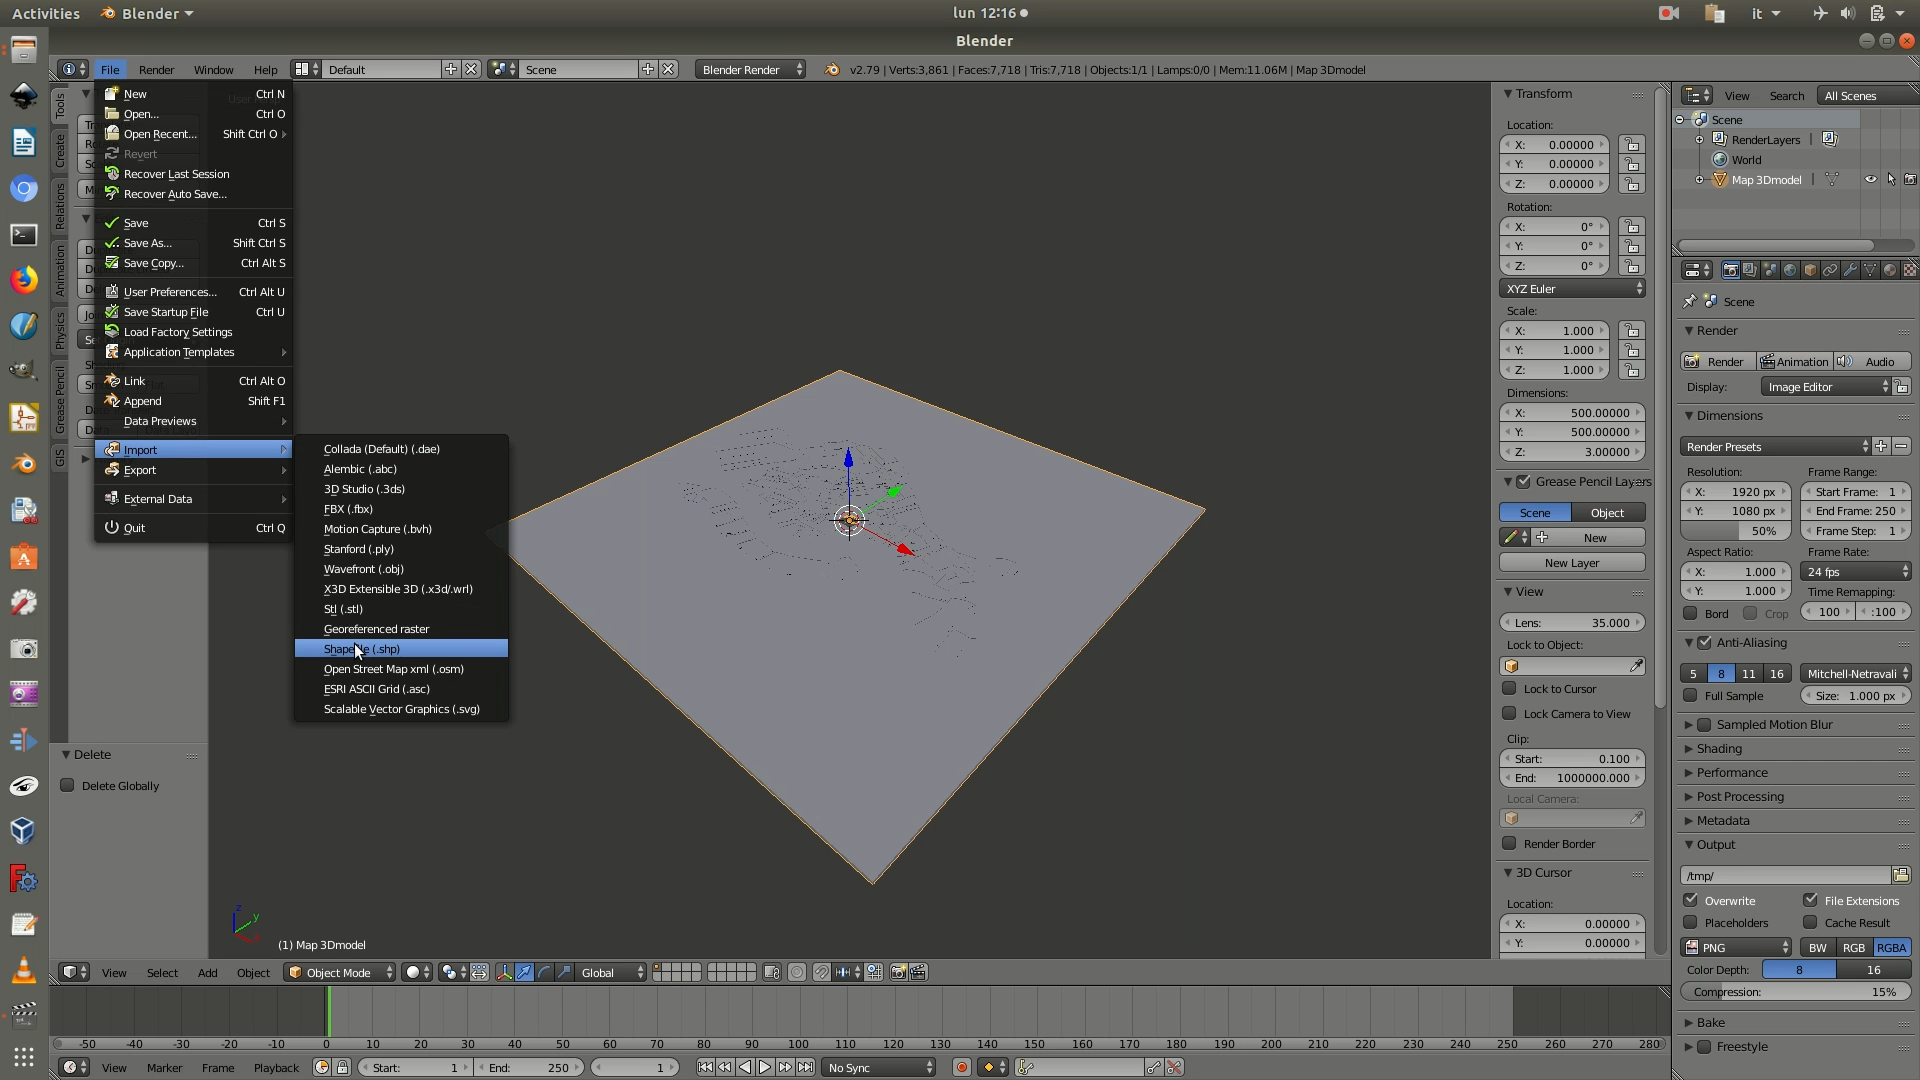 Activities
Blender
lun 12:16
it
Blender
File
Render
Window
Help
Default
Scene
Blender Render
v2.79 | Verts:3,861 | Faces:7,718 | Tris:7,718 | Objects:1/1 | Lamps:0/0 | Mem:11.06M | Map 3Dmodel
New Ctrl N
Open... Ctrl O
Open Recent... Shift Ctrl O
Revert
Recover Last Session
Recover Auto Save...
Save Ctrl S
Save As... Shift Ctrl S
Save Copy... Ctrl Alt S
User Preferences... Ctrl Alt U
Save Startup File Ctrl U
Load Factory Settings
Application Templates
Link Ctrl Alt O
Append Shift F1
Data Previews
Import
Export
External Data
Quit Ctrl Q
Collada (Default) (.dae)
Alembic (.abc)
3D Studio (.3ds)
FBX (.fbx)
Motion Capture (.bvh)
Stanford (.ply)
Wavefront (.obj)
X3D Extensible 3D (.x3d/.wrl)
Stl (.stl)
Georeferenced raster
(.shp)
Open Street Map xml (.osm)
ESRI ASCII Grid (.asc)
Scalable Vector Graphics (.svg)
Tools
Create
Relations
Animation
Physics
Grease Pencil
GIS
Delete
Delete Globally
z
y
(1) Map 3Dmodel
Transform
Location:
X: 0.00000
Y: 0.00000
Z: 0.00000
Rotation:
X: 0°
Y: 0°
Z: 0°
XYZ Euler
Scale:
X: 1.000
Y: 1.000
Z: 1.000
Dimensions:
X: 500.00000
Y: 500.00000
Z: 3.00000
Grease Pencil Layers
Scene
Object
New
New Layer
View
Lens: 35.000
Lock to Object:
Lock to Cursor
Lock Camera to View
Clip:
Start: 0.100
End: 1000000.000
Local Camera:
Render Border
3D Cursor
Location:
X: 0.00000
Y: 0.00000
View
Search
All Scenes
Scene
RenderLayers
World
Map 3Dmodel
Scene
Render
Render
Animation
Audio
Display:
Image Editor
Dimensions
Render Presets
Resolution:
Frame Range:
X: 1920 px
Start Frame: 1
Y: 1080 px
End Frame: 250
50%
Frame Step: 1
Aspect Ratio:
Frame Rate:
X: 1.000
24 fps
Y: 1.000
Time Remapping:
Bord
Crop
100
:100
Anti-Aliasing
5
8
11
16
Mitchell-Netravali
Full Sample
Size: 1.000 px
Sampled Motion Blur
Shading
Performance
Post Processing
Metadata
Output
/tmp/
Overwrite
File Extensions
Placeholders
Cache Result
PNG
BW
RGB
RGBA
Color Depth:
8
16
Compression: 15%
Bake
Freestyle
View
Select
Add
Object
Object Mode
Global
-50 -40 -30 -20 -10 0 10 20 30 40 50 60 70 80 90 100 110 120 130 140 150 160 170 180 190 200 210 220 230 240 250 260 270 280
View
Marker
Frame
Playback
Start: 1
End: 250
1
No Sync